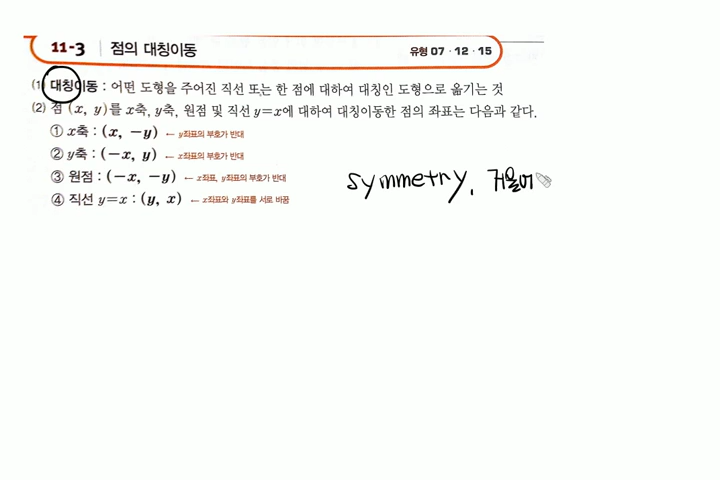 11-3 점의 대칭이동 유형 07·12·15
(1) 대칭이동 : 어떤 도형을 주어진 직선 또는 한 점에 대하여 대칭인 도형으로 옮기는 것
(2) 점 (x, y)를 x축, y축, 원점 및 직선 y=x에 대하여 대칭이동한 점의 좌표는 다음과 같다.
① x축 : (x, −y) ← y좌표의 부호가 반대
② y축 : (−x, y) ← x좌표의 부호가 반대
③ 원점 : (−x, −y) ← x좌표, y좌표의 부호가 반대
④ 직선 y=x : (y, x) ← x좌표와 y좌표를 서로 바꿈
symmetry, 거울에